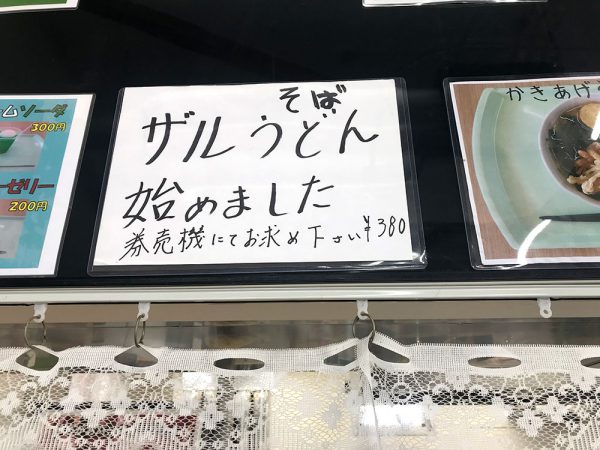 ームソーダ
300円
ーゼリー
200円
そば
ザルうどん
始めました
券売機にてお求め下さい¥380
かきあげ